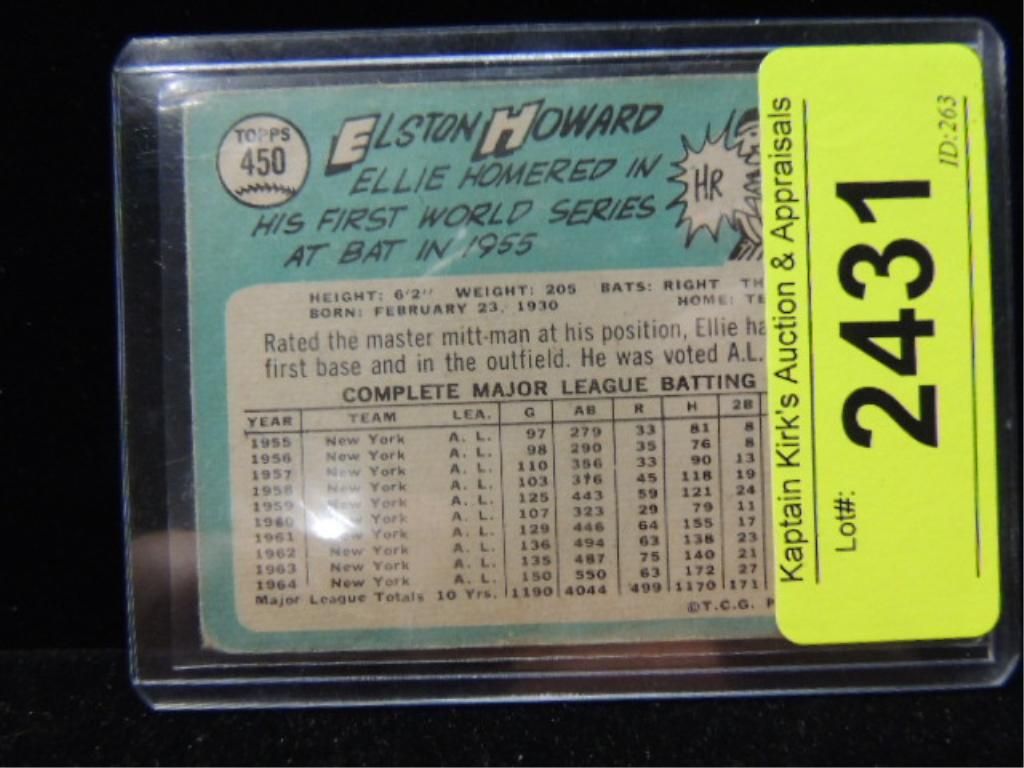 TOPPS
450
ELSTON HOWARD
ELLIE HOMERED IN
HIS FIRST WORLD SERIES
AT BAT IN 1955
HR
HEIGHT: 6'2" WEIGHT: 205 BATS: RIGHT TH
BORN: FEBRUARY 23, 1930 HOME: TE
Rated the master mitt-man at his position, Ellie ha
first base and in the outfield. He was voted A.L.
COMPLETE MAJOR LEAGUE BATTING
YEAR TEAM LEA. G AB R H 2B
1955 New York A. L. 97 279 33 81 8
1956 New York A. L. 98 290 35 76 8
1957 New York A. L. 110 356 33 90 13
1958 New York A. L. 103 376 45 118 19
1959 New York A. L. 125 443 59 121 24
1960 New York A. L. 107 323 29 79 11
1961 New York A. L. 129 446 64 155 17
1962 New York A. L. 136 494 63 138 23
1963 New York A. L. 135 487 75 140 21
1964 New York A. L. 150 550 63 172 27
Major League Totals 10 Yrs. 1190 4044 499 1170 171
©T.C.G. P
Kaptain Kirk's Auction & Appraisals
Lot#:
2431
ID:263